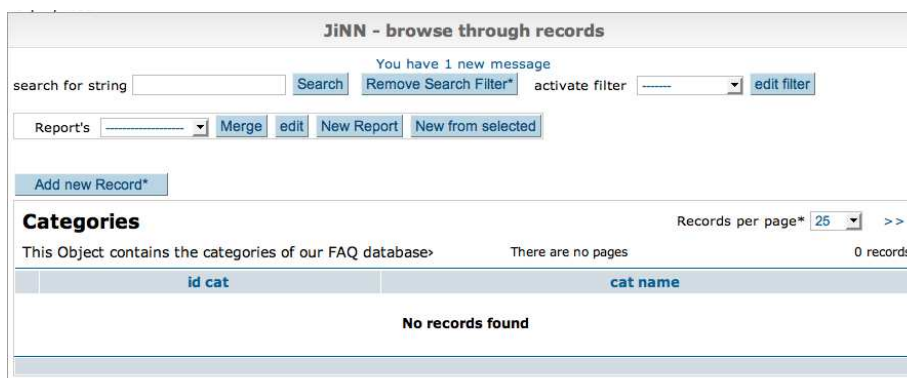 JiNN - browse through records
You have 1 new message
search for string Search Remove Search Filter* activate filter ------- edit filter
Report's ------------------ Merge edit New Report New from selected
Add new Record*
Categories Records per page* 25 >>
This Object contains the categories of our FAQ database> There are no pages 0 records
id cat cat name
No records found